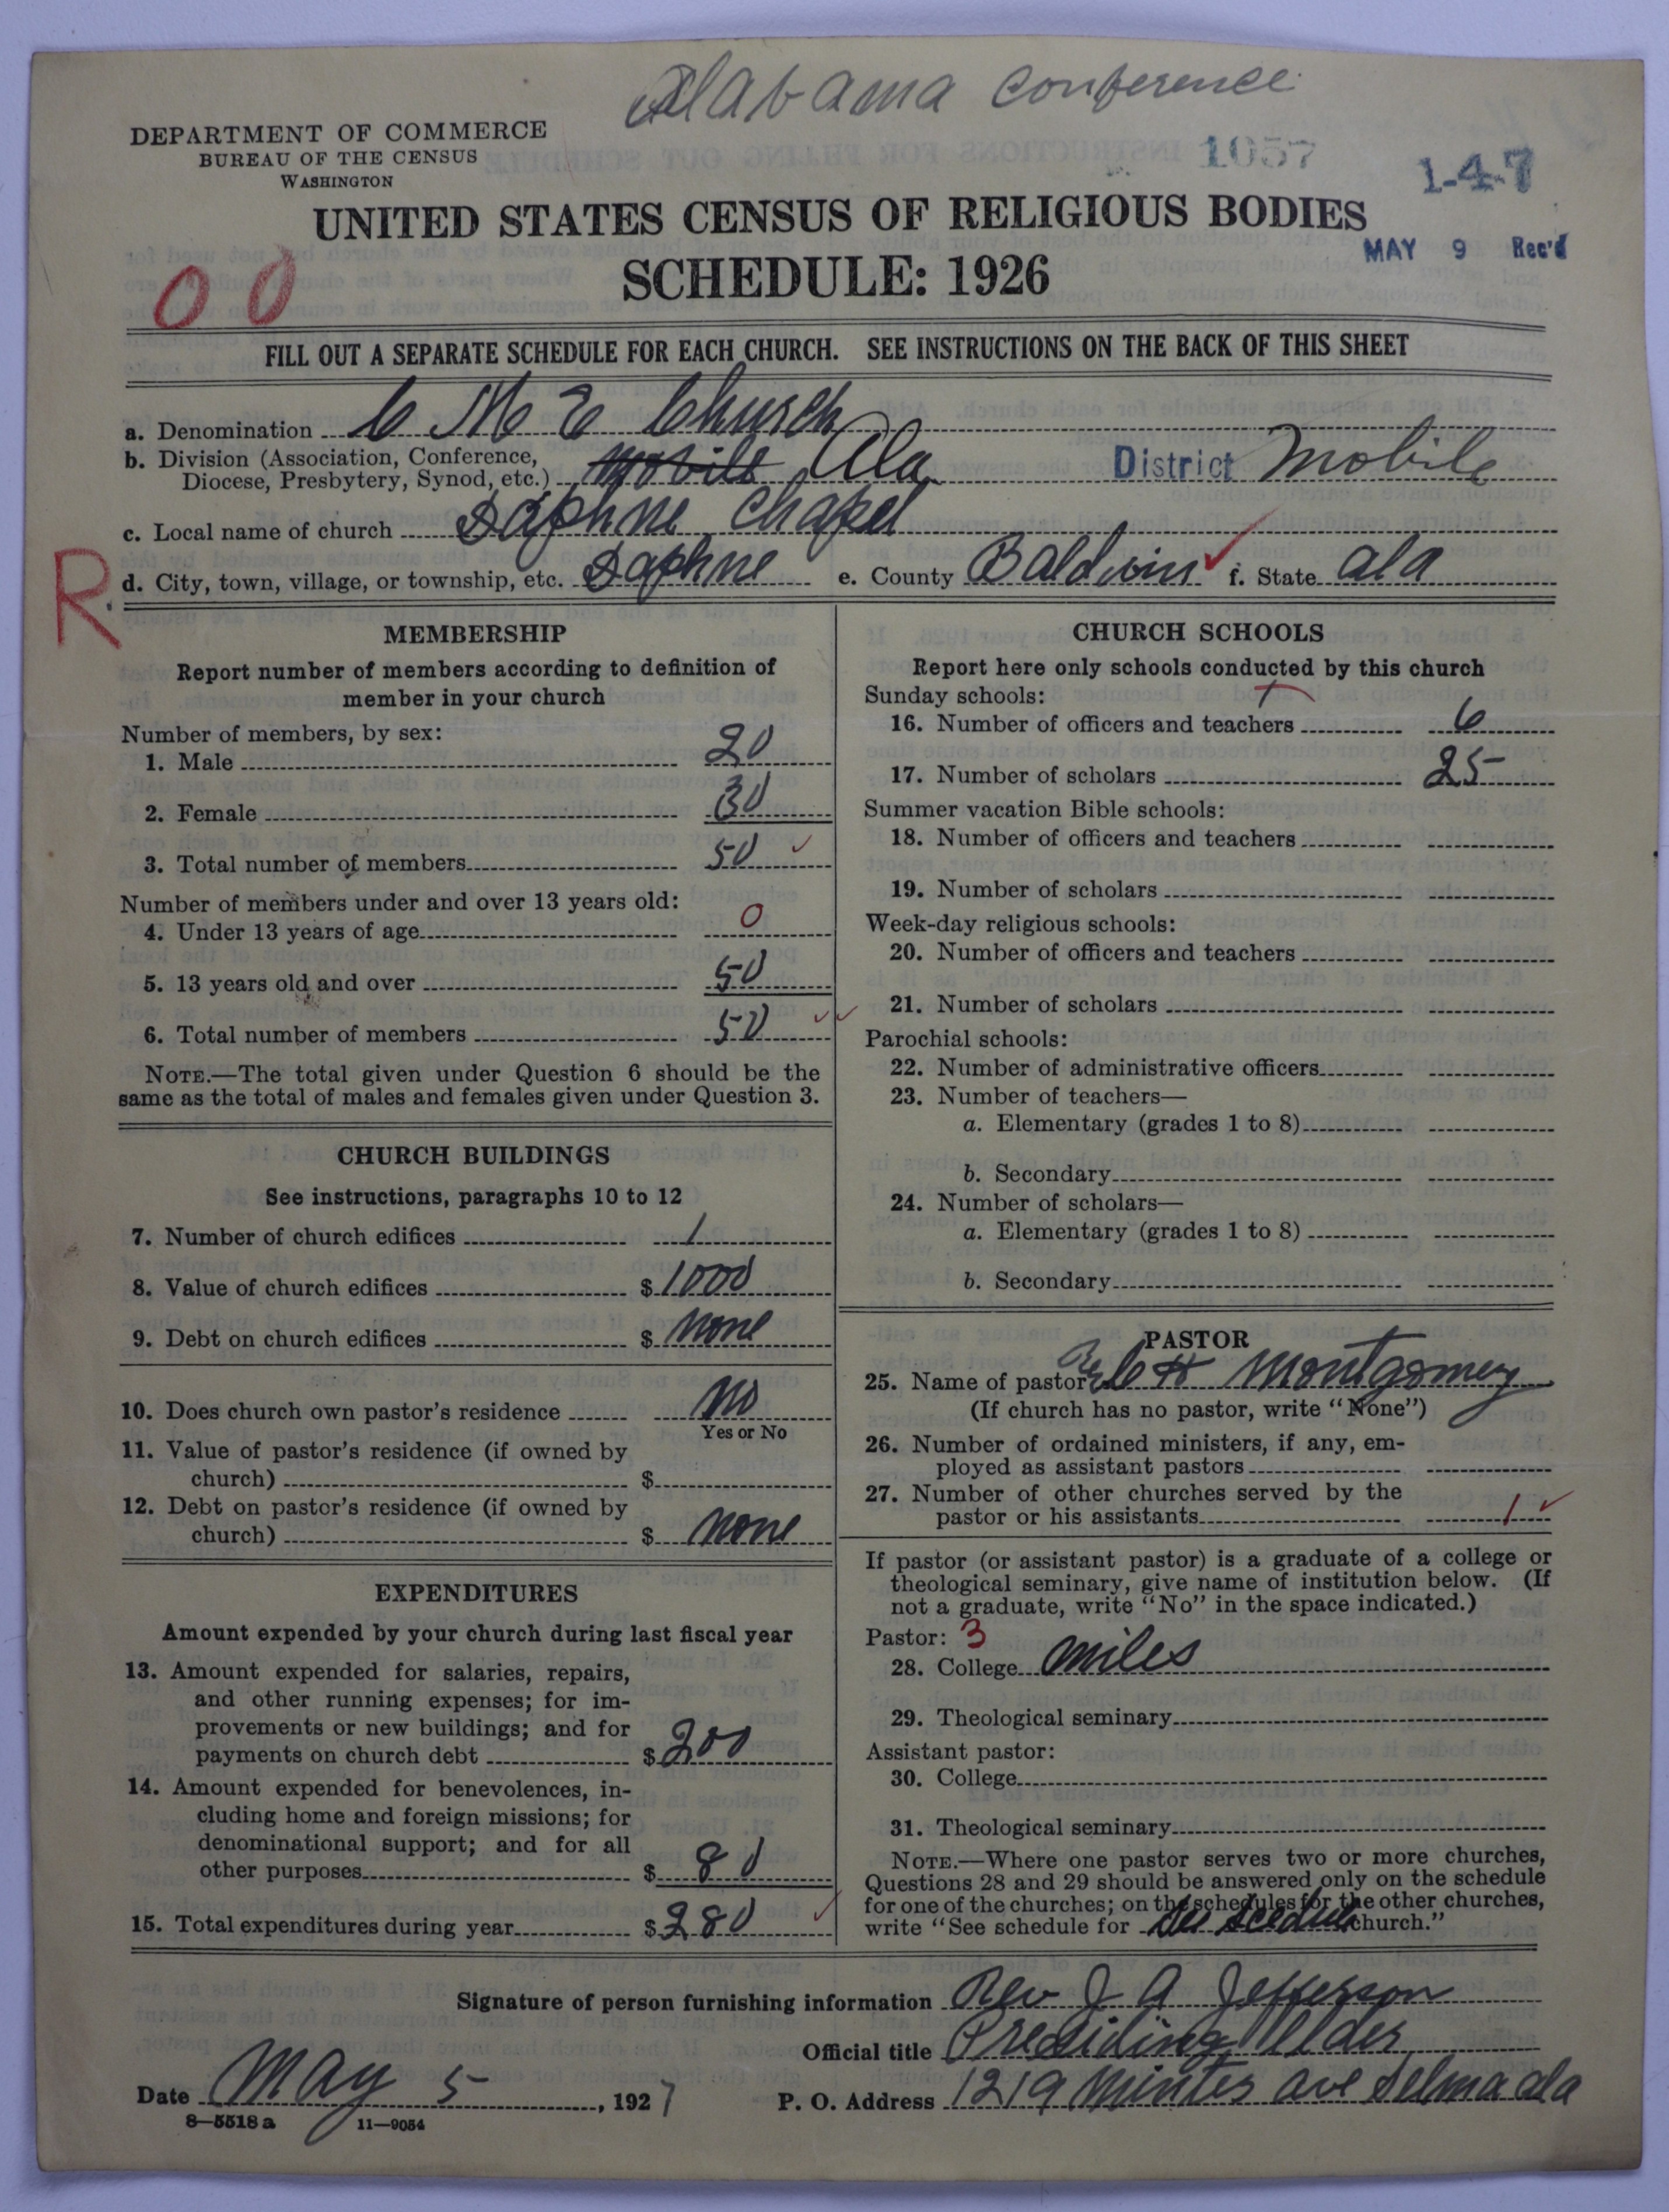 Alabama Conference
DEPARTMENT OF COMMERCE
BUREAU OF THE CENSUS
WASHINGTON
1057
1-4-7
UNITED STATES CENSUS OF RELIGIOUS BODIES
MAY 9 Rec'd
SCHEDULE: 1926
00
FILL OUT A SEPARATE SCHEDULE FOR EACH CHURCH. SEE INSTRUCTIONS ON THE BACK OF THIS SHEET
a. Denomination C M E Church
b. Division (Association, Conference,
Diocese, Presbytery, Synod, etc.) Mobile Ala District Mobile
c. Local name of church Daphne Chapel
d. City, town, village, or township, etc. Daphne e. County Baldwin ✓ f. State Ala
R
MEMBERSHIP
Report number of members according to definition of
member in your church
Number of members, by sex:
1. Male 20
2. Female 30
3. Total number of members 50 ✓
Number of members under and over 13 years old:
4. Under 13 years of age 0
5. 13 years old and over 50
6. Total number of members 50 ✓✓
NOTE.—The total given under Question 6 should be the
same as the total of males and females given under Question 3.
CHURCH BUILDINGS
See instructions, paragraphs 10 to 12
7. Number of church edifices 1
8. Value of church edifices $1000
9. Debt on church edifices $ none
10. Does church own pastor's residence No
Yes or No
11. Value of pastor's residence (if owned by
church) $
12. Debt on pastor's residence (if owned by
church) $ none
EXPENDITURES
Amount expended by your church during last fiscal year
13. Amount expended for salaries, repairs,
and other running expenses; for im-
provements or new buildings; and for
payments on church debt $200
14. Amount expended for benevolences, in-
cluding home and foreign missions; for
denominational support; and for all
other purposes $ 80
15. Total expenditures during year $280 ✓
CHURCH SCHOOLS
Report here only schools conducted by this church
Sunday schools:
16. Number of officers and teachers 6
17. Number of scholars 25
Summer vacation Bible schools:
18. Number of officers and teachers
19. Number of scholars
Week-day religious schools:
20. Number of officers and teachers
21. Number of scholars
Parochial schools:
22. Number of administrative officers
23. Number of teachers—
a. Elementary (grades 1 to 8)
b. Secondary
24. Number of scholars—
a. Elementary (grades 1 to 8)
b. Secondary
PASTOR
25. Name of pastor Rev C H Montgomery
(If church has no pastor, write "None")
26. Number of ordained ministers, if any, em-
ployed as assistant pastors
27. Number of other churches served by the
pastor or his assistants 1 ✓
If pastor (or assistant pastor) is a graduate of a college or
theological seminary, give name of institution below. (If
not a graduate, write "No" in the space indicated.)
Pastor: 3
28. College Miles
29. Theological seminary
Assistant pastor:
30. College
31. Theological seminary
NOTE.—Where one pastor serves two or more churches,
Questions 28 and 29 should be answered only on the schedule
for one of the churches; on the schedules for the other churches,
write "See schedule for church."
Signature of person furnishing information Rev J A Jefferson
Official title Presiding Elder
Date May 5, 1927 P. O. Address 1219 Minter ave Selma ala
8—5518 a 11—9054